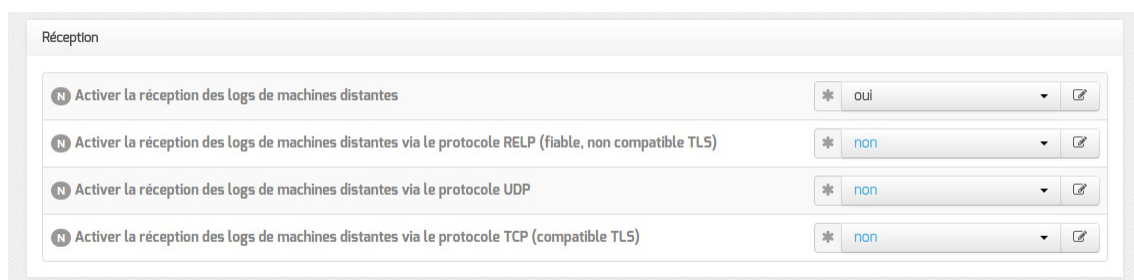 Réception
N Activer la réception des logs de machines distantes
oui
N Activer la réception des logs de machines distantes via le protocole RELP (fiable, non compatible TLS)
non
N Activer la réception des logs de machines distantes via le protocole UDP
non
N Activer la réception des logs de machines distantes via le protocole TCP (compatible TLS)
non